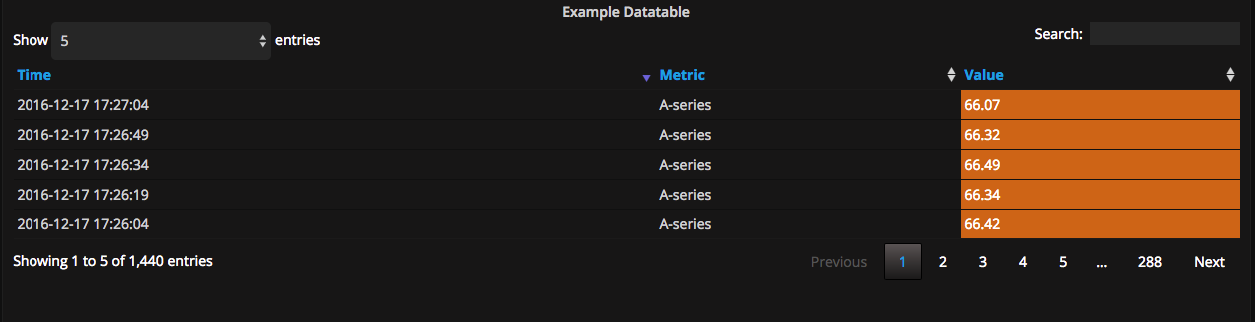 Example Datatable
Show 5 entries Search:
Time Metric Value
2016-12-17 17:27:04 A-series 66.07
2016-12-17 17:26:49 A-series 66.32
2016-12-17 17:26:34 A-series 66.49
2016-12-17 17:26:19 A-series 66.34
2016-12-17 17:26:04 A-series 66.42
Showing 1 to 5 of 1,440 entries Previous 1 2 3 4 5 ... 288 Next